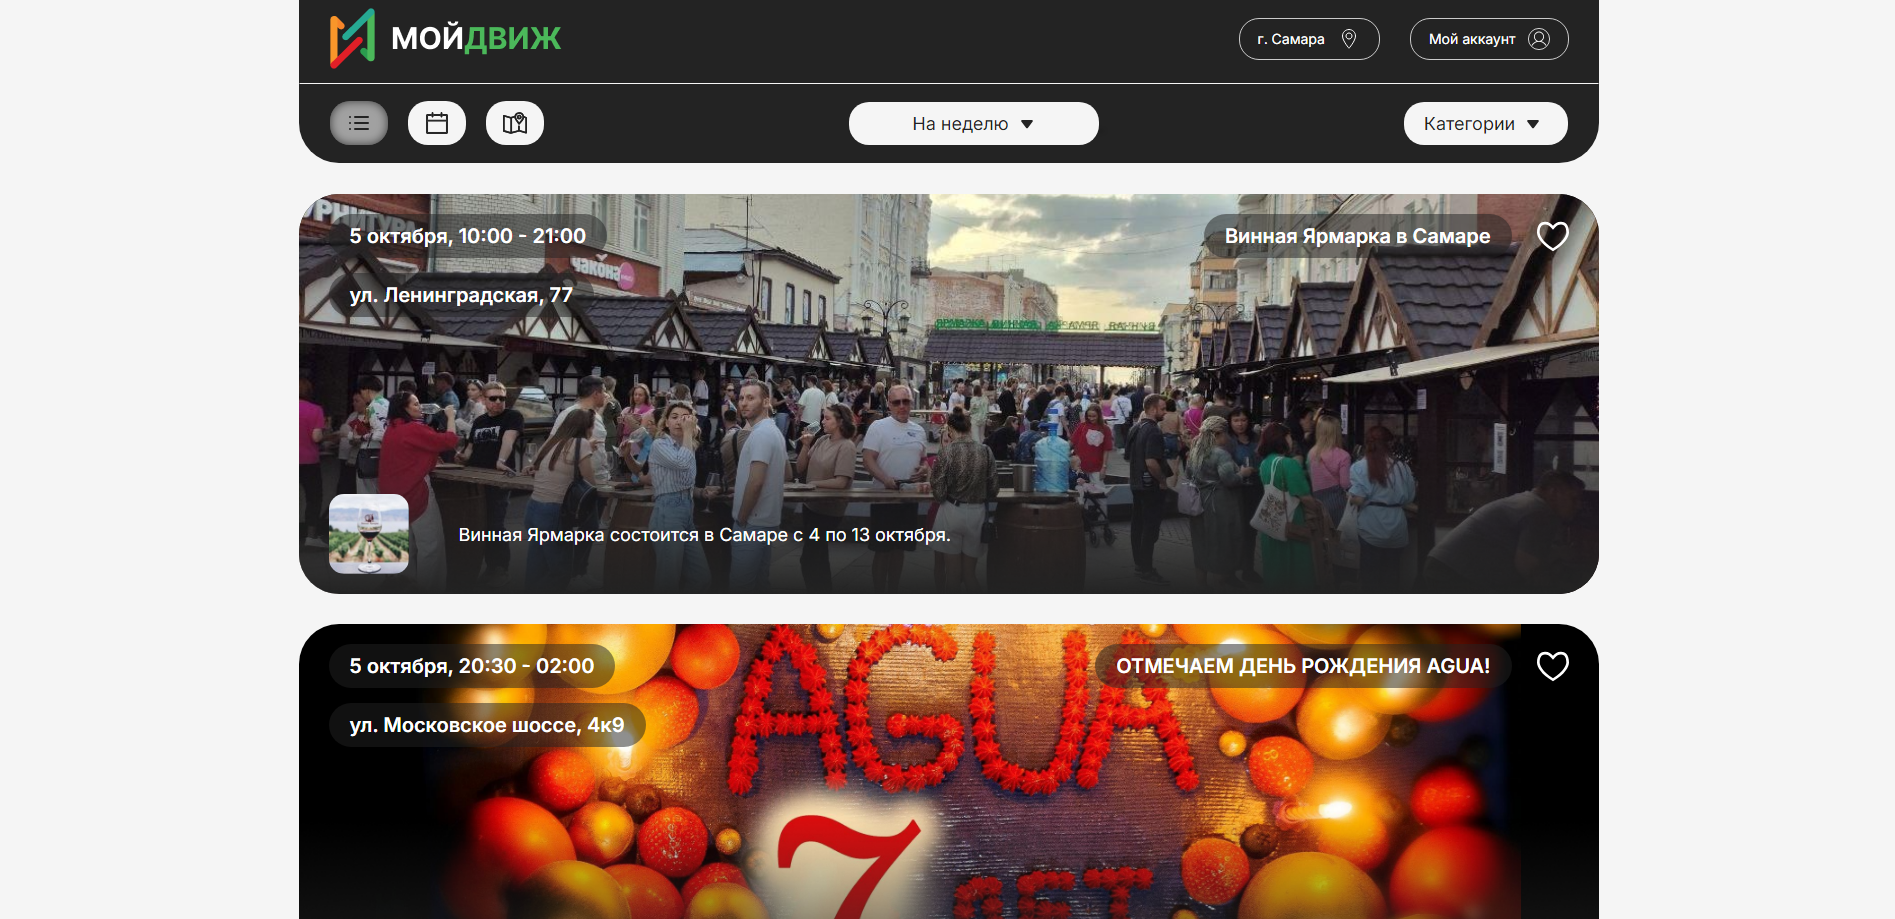 МОЙДВИЖ
г. Самара
Мой аккаунт
На неделю
Категории
5 октября, 10:00 - 21:00
Винная Ярмарка в Самаре
ул. Ленинградская, 77
чакона
Винная Ярмарка состоится в Самаре с 4 по 13 октября.
5 октября, 20:30 - 02:00
ОТМЕЧАЕМ ДЕНЬ РОЖДЕНИЯ AGUA!
ул. Московское шоссе, 4к9
AGUA
7
ЛЕТ